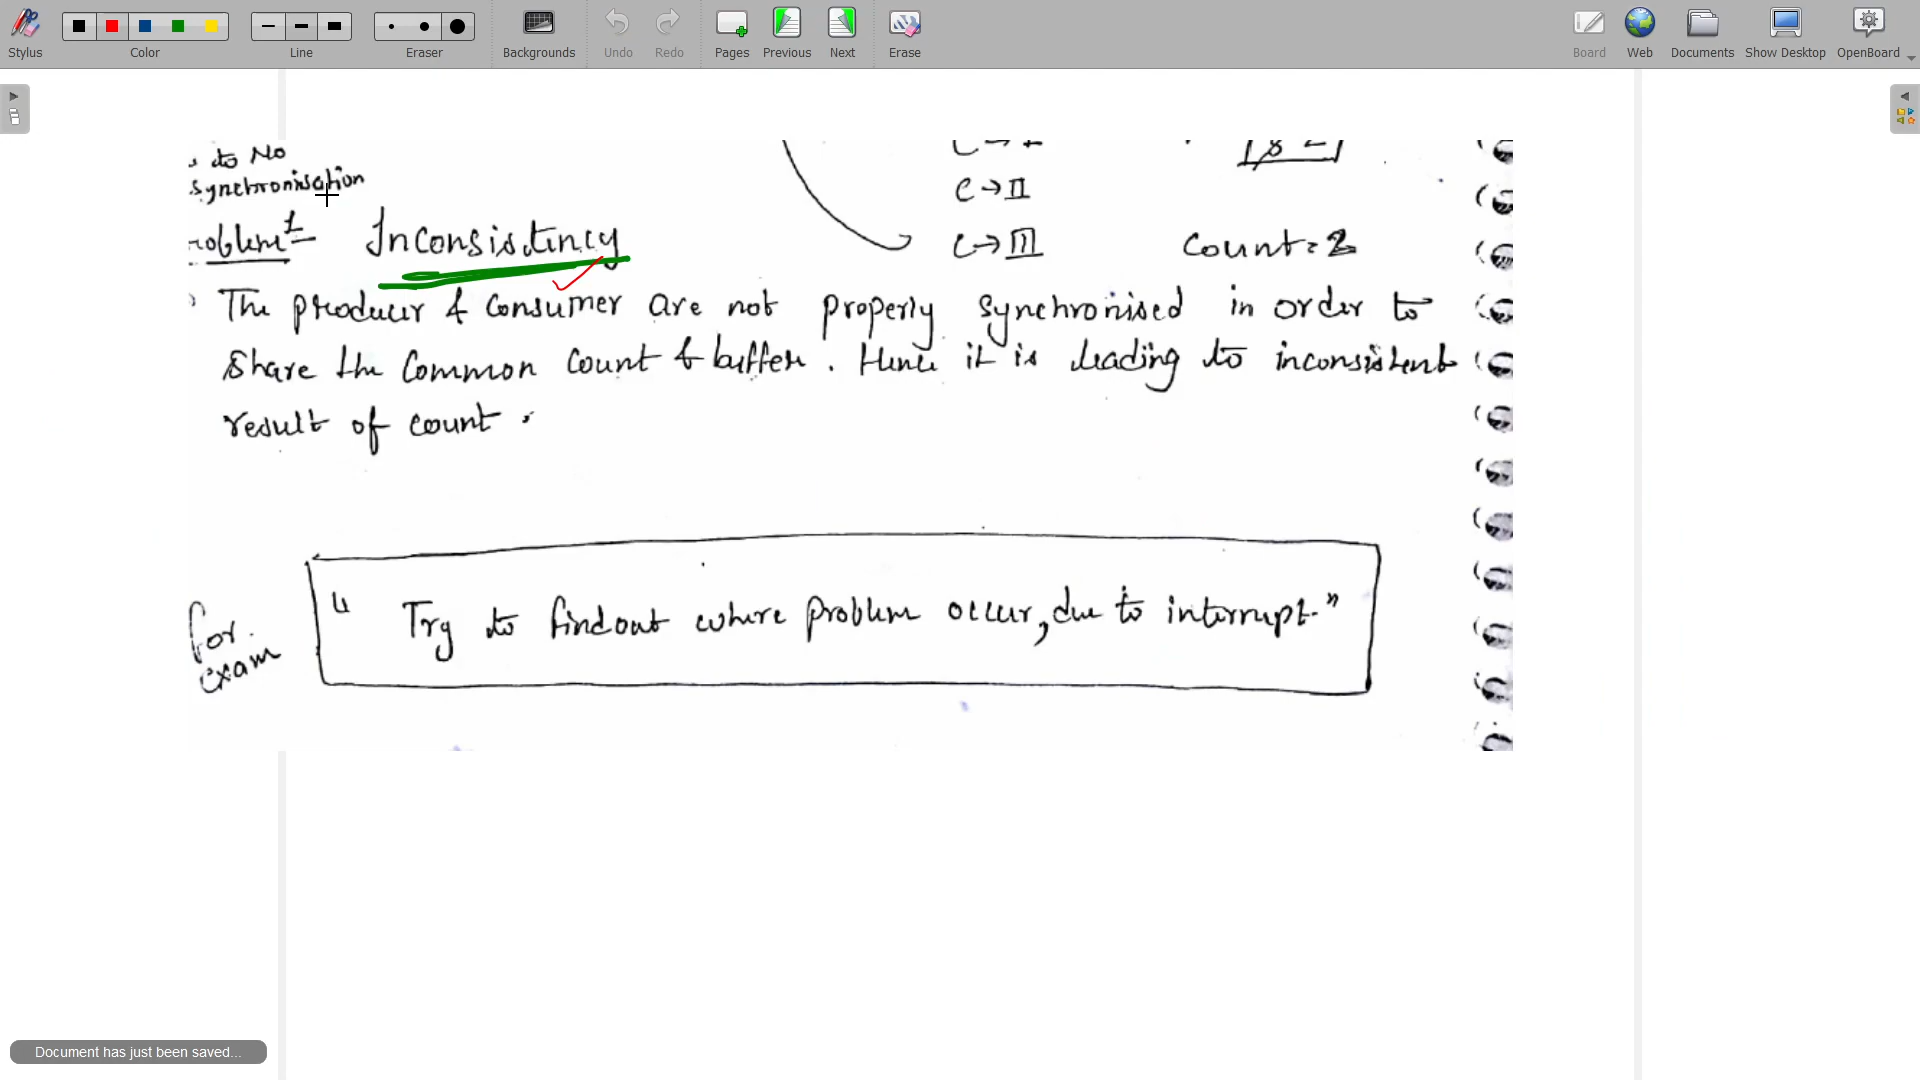 Stylus Color Line Eraser Backgrounds Undo Redo Pages Previous Next Erase Board Web Documents Show Desktop OpenBoard
to No
Synchronisation
C → II
C → III Count = 2
Inconsistincy
The producer & consumer are not properly synchronised in order to
share the common count & buffer. Hence it is leading to inconsistent
result of count.
for exam
" Try to findout where problem occur, due to interrupt."
Document has just been saved...